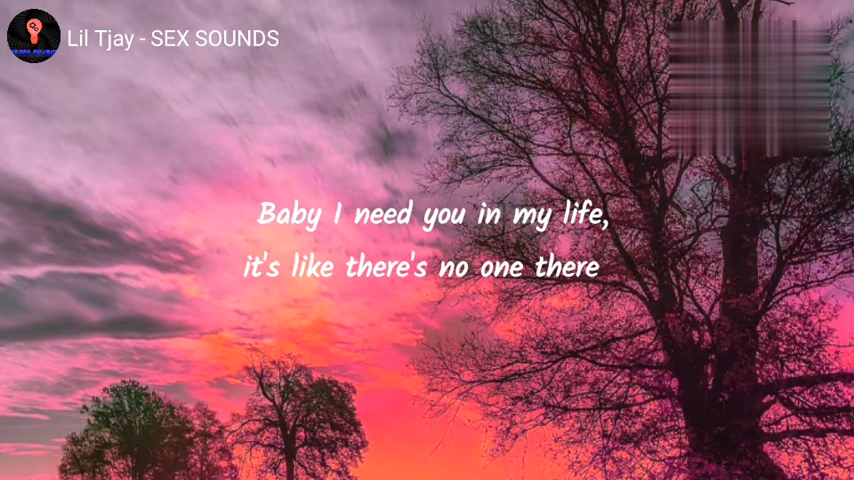 Lil Tjay - SEX SOUNDS
Baby I need you in my life,
it's like there's no one there